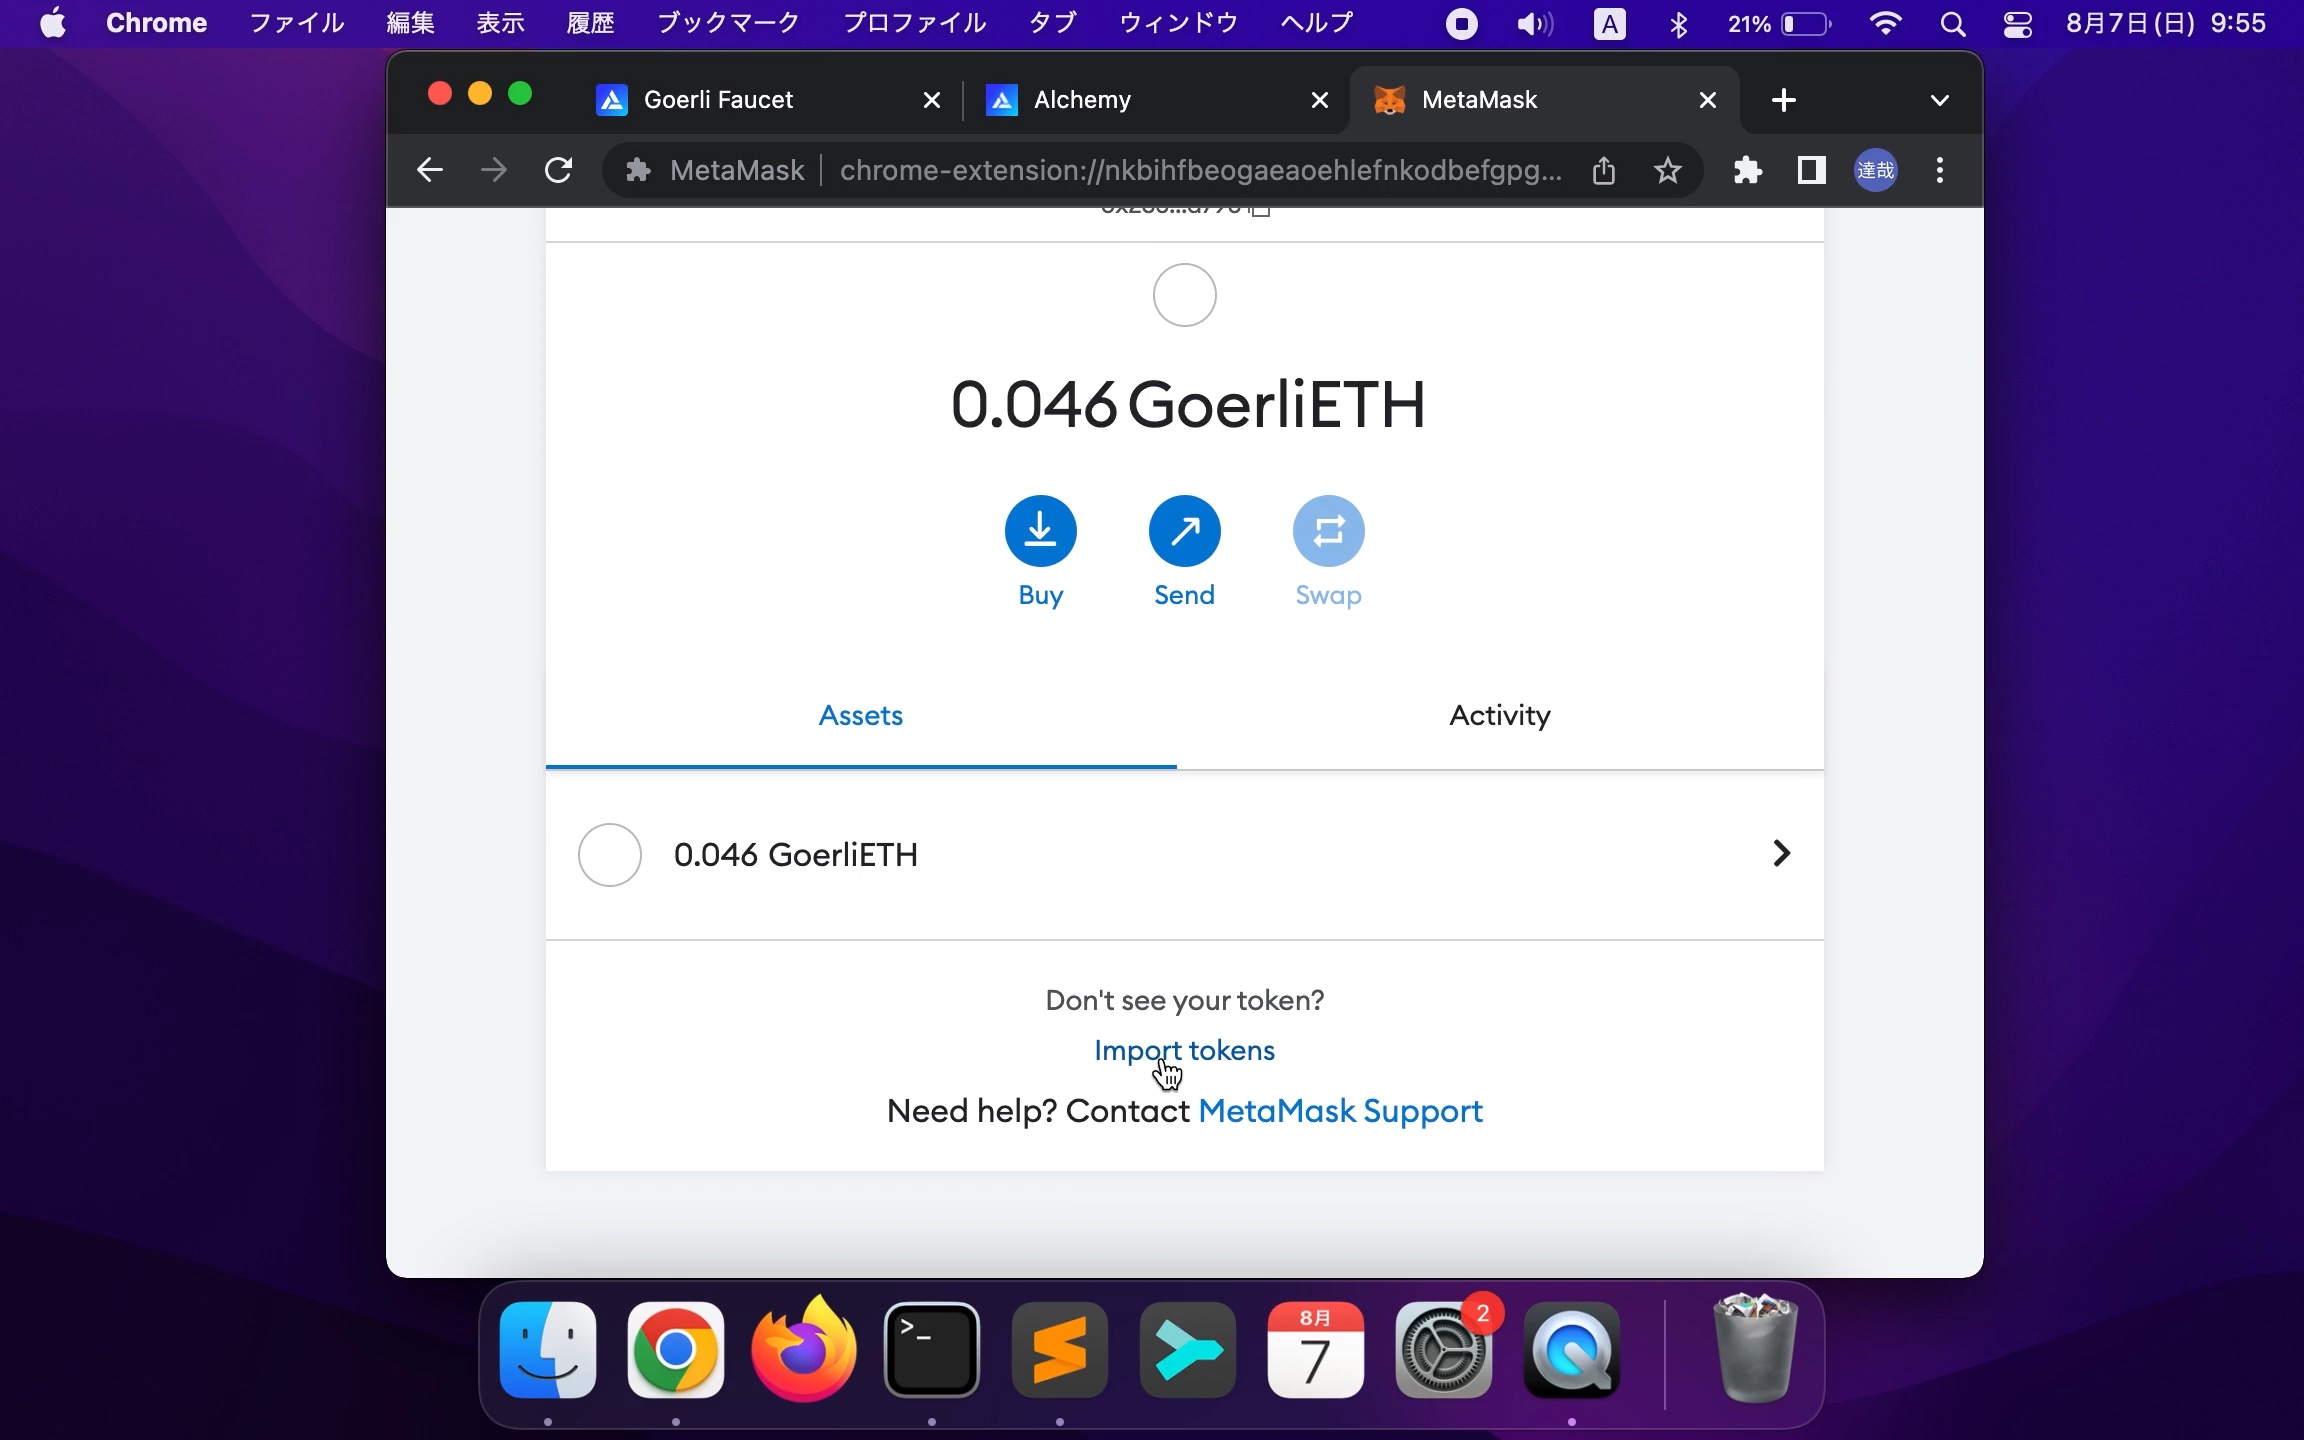 Chrome ファイル 編集 表示 履歴 ブックマーク プロファイル タブ ウィンドウ ヘルプ A 21% 8月7日(日) 9:55
Goerli Faucet Alchemy MetaMask
MetaMask chrome-extension://nkbihfbeogaeaoehlefnkodbefgpg... 達哉
0.046 GoerliETH
Buy Send Swap
Assets Activity
0.046 GoerliETH
Don't see your token?
Import tokens
Need help? Contact MetaMask Support
>_ 8月 2
7